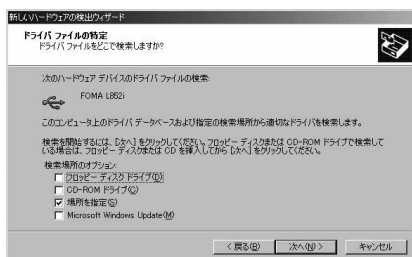 新しいハードウェアの検出ウィザード
ドライバ ファイルの特定
ドライバ ファイルをどこで検索しますか?
次のハードウェア デバイスのドライバ ファイルの検索:
FOMA L852i
このコンピュータ上のドライバ データベースおよび指定の検索場所から適切なドライバを検索します。
検索を開始するには、[次へ] をクリックしてください。フロッピー ディスクまたは CD-ROM ドライブで検索して
いる場合は、フロッピー ディスクまたは CD を挿入してから [次へ] をクリックしてください。
検索場所のオプション:
フロッピー ディスク ドライブ(D)
CD-ROM ドライブ(C)
場所を指定(S)
Microsoft Windows Update(M)
< 戻る(B)
次へ(N) >
キャンセル